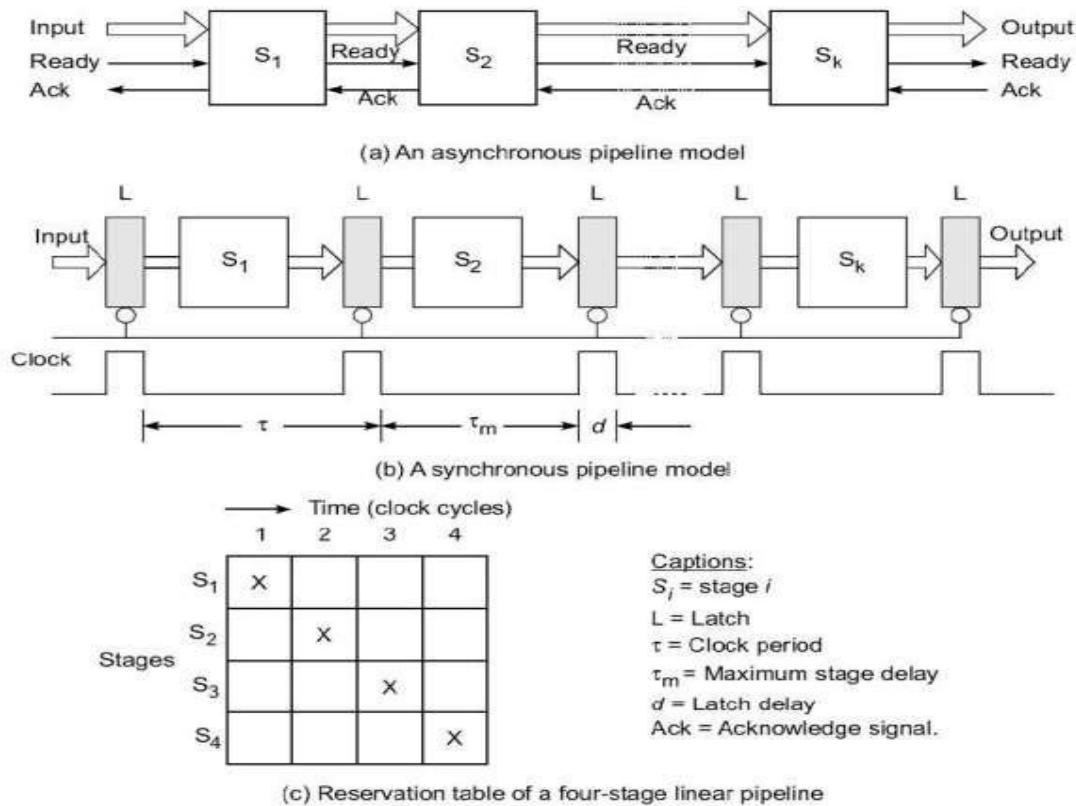 Input
Ready
Ack
S1
Ready
Ack
S2
Ready
Ack
Sk
Output
Ready
Ack
(a) An asynchronous pipeline model
L L L L L
Input
S1
S2
Sk
Output
Clock
τ τm d
(b) A synchronous pipeline model
Time (clock cycles)
1 2 3 4
Stages
S1 X
S2 X
S3 X
S4 X
Captions:
Si = stage i
L = Latch
τ = Clock period
τm = Maximum stage delay
d = Latch delay
Ack = Acknowledge signal.
(c) Reservation table of a four-stage linear pipeline